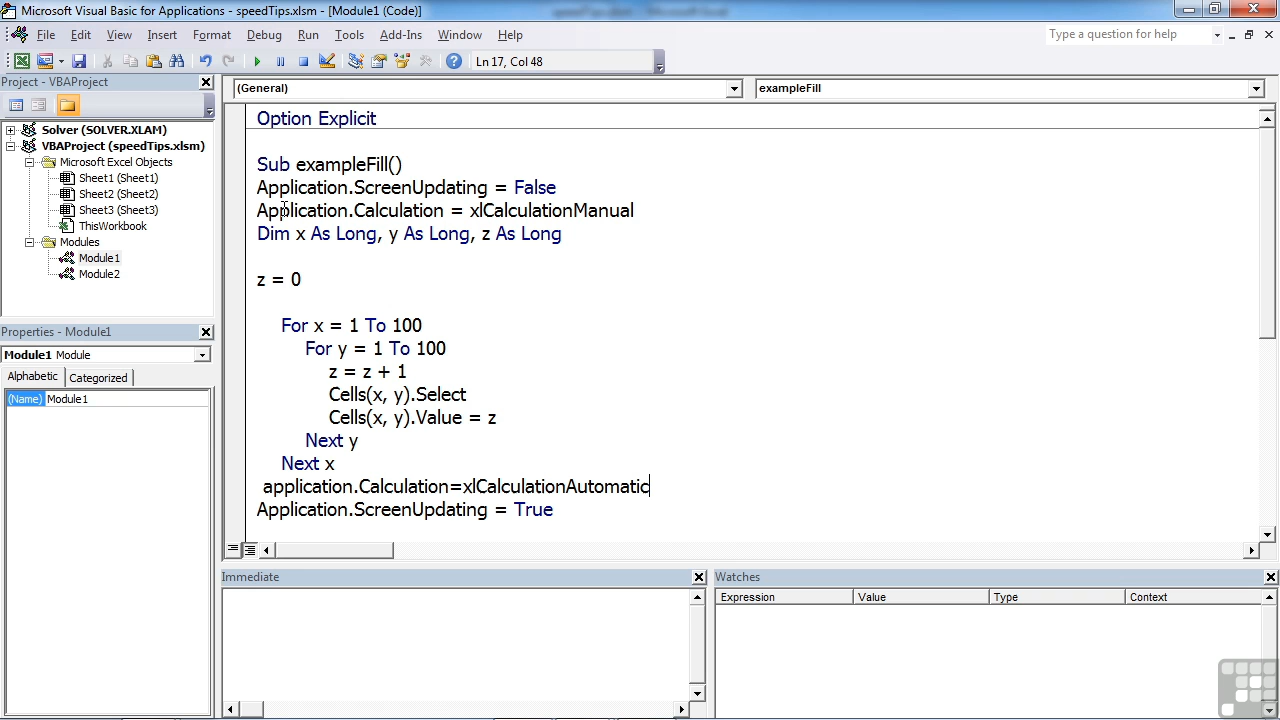 Microsoft Visual Basic for Applications - speedTips.xlsm - [Module1 (Code)]
File Edit View Insert Format Debug Run Tools Add-Ins Window Help
Type a question for help
Ln 17, Col 48
Project - VBAProject
(General)
exampleFill
Solver (SOLVER.XLAM)
VBAProject (speedTips.xlsm)
Microsoft Excel Objects
Sheet1 (Sheet1)
Sheet2 (Sheet2)
Sheet3 (Sheet3)
ThisWorkbook
Modules
Module1
Module2
Properties - Module1
Module1 Module
Alphabetic Categorized
(Name) Module1
Option Explicit
Sub exampleFill()
Application.ScreenUpdating = False
Application.Calculation = xlCalculationManual
Dim x As Long, y As Long, z As Long
z = 0
For x = 1 To 100
For y = 1 To 100
z = z + 1
Cells(x, y).Select
Cells(x, y).Value = z
Next y
Next x
application.Calculation=xlCalculationAutomatic
Application.ScreenUpdating = True
Immediate
Watches
Expression Value Type Context